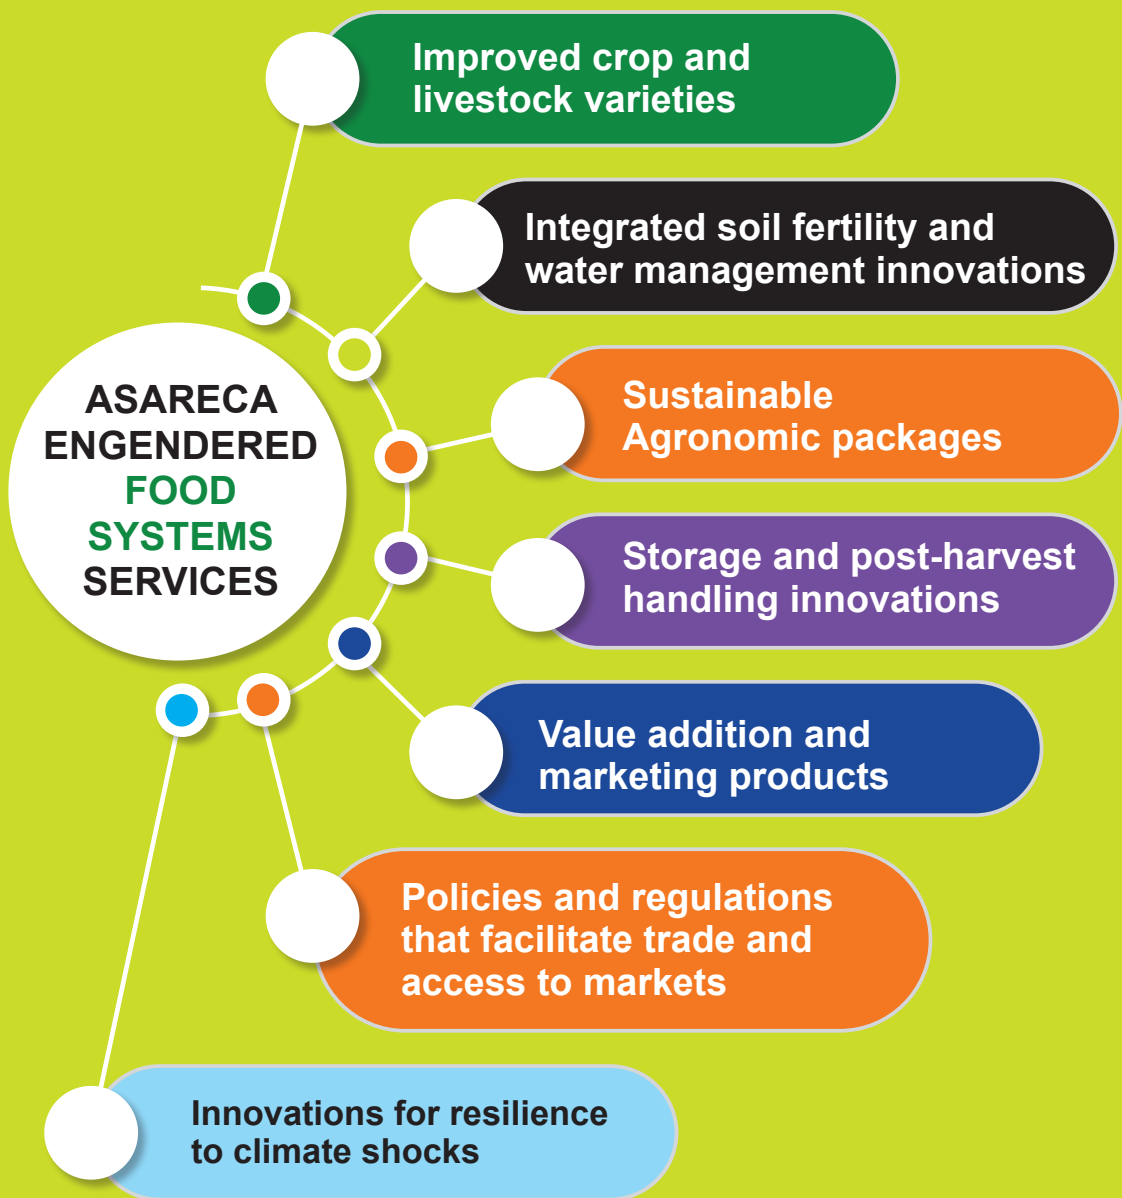 Improved crop and
livestock varieties
Integrated soil fertility and
water management innovations
ASARECA
ENGENDERED
FOOD
SYSTEMS
SERVICES
Sustainable
Agronomic packages
Storage and post-harvest
handling innovations
Value addition and
marketing products
Policies and regulations
that facilitate trade and
access to markets
Innovations for resilience
to climate shocks